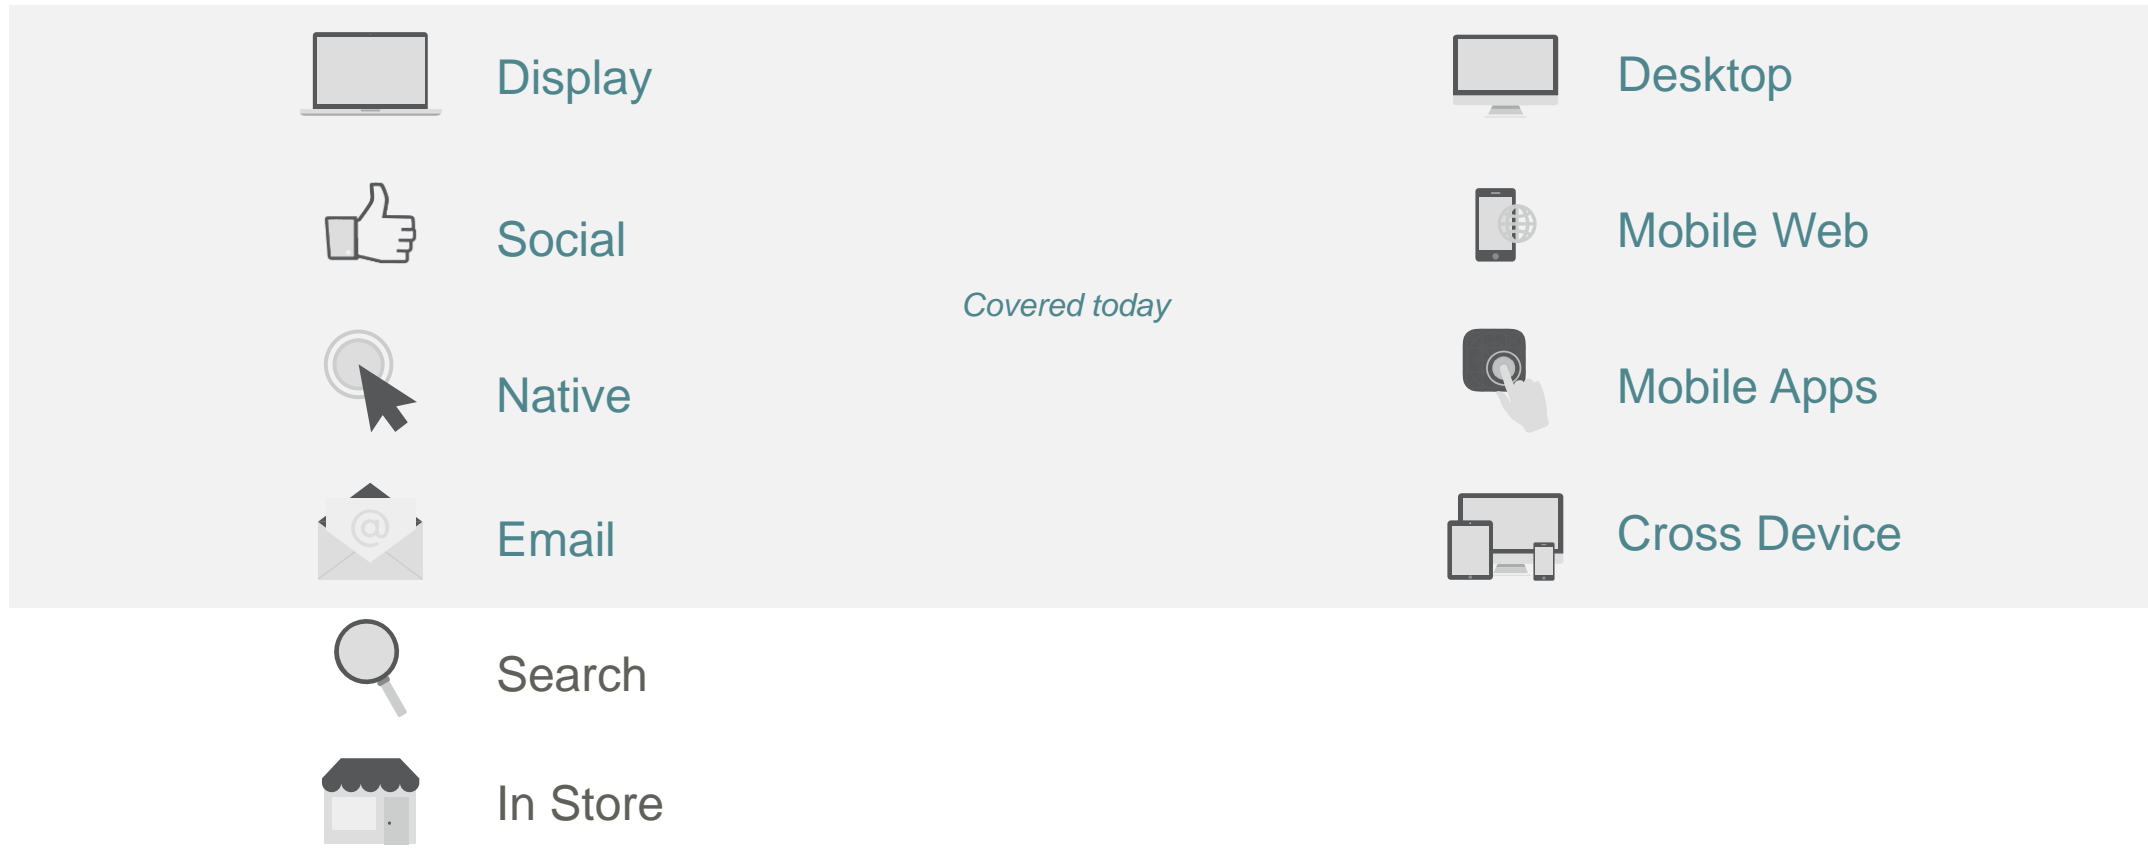 Display
Social
Native
Email
Search
In Store
Covered today
Desktop
Mobile Web
Mobile Apps
Cross Device
@